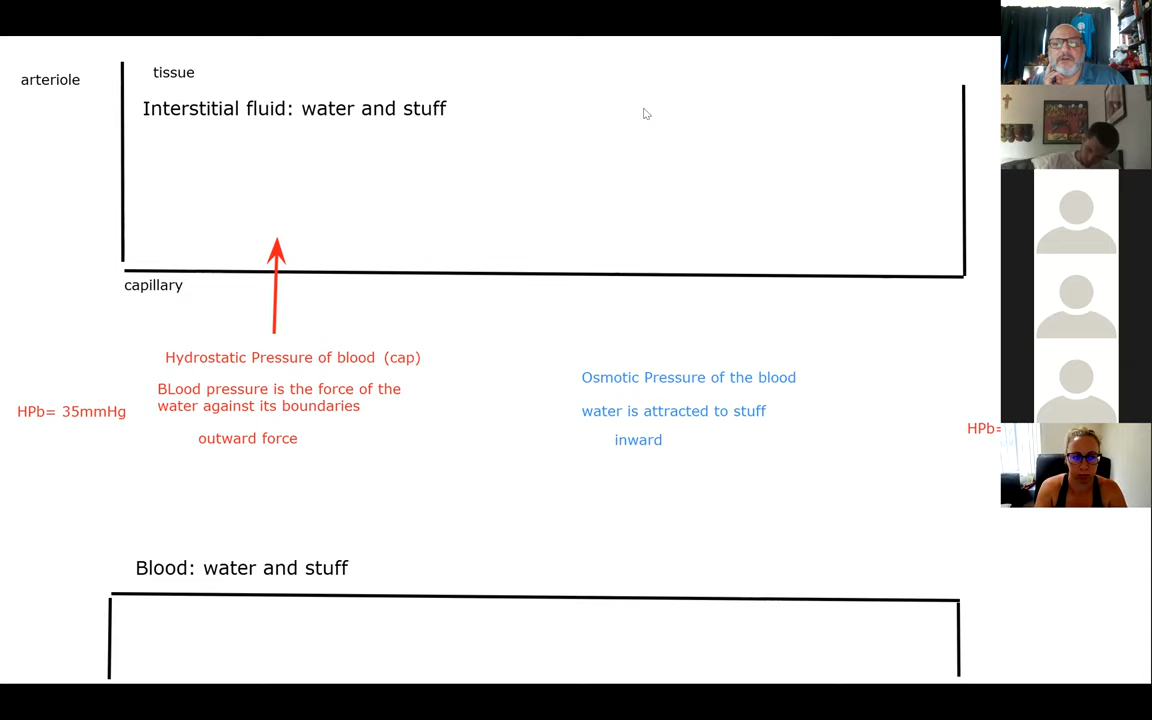 arteriole
tissue
Interstitial fluid: water and stuff
capillary
Hydrostatic Pressure of blood (cap)
BLood pressure is the force of the
water against its boundaries
HPb= 35mmHg
outward force
Osmotic Pressure of the blood
water is attracted to stuff
inward
HPb=
Blood: water and stuff